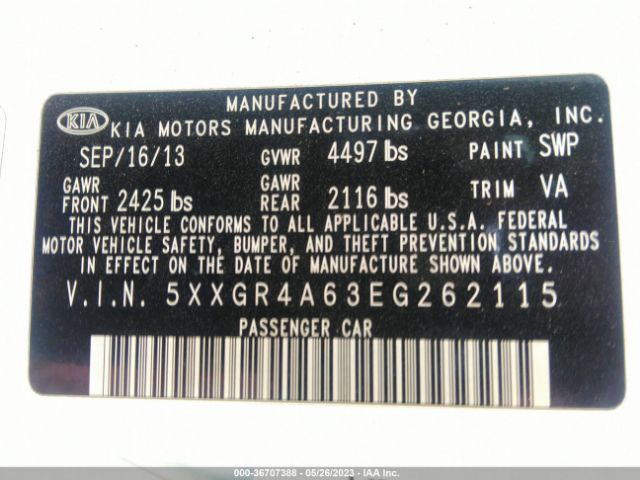 MANUFACTURED BY
KIA KIA MOTORS MANUFACTURING GEORGIA, INC.
SEP/16/13 GVWR 4497 lbs PAINT SWP
GAWR FRONT 2425 lbs GAWR REAR 2116 lbs TRIM VA
THIS VEHICLE CONFORMS TO ALL APPLICABLE U.S.A. FEDERAL
MOTOR VEHICLE SAFETY, BUMPER, AND THEFT PREVENTION STANDARDS
IN EFFECT ON THE DATE OF MANUFACTURE SHOWN ABOVE.
V.I.N. 5XXGR4A63EG262115
PASSENGER CAR
000-36707388 - 05/26/2023 - IAA Inc.